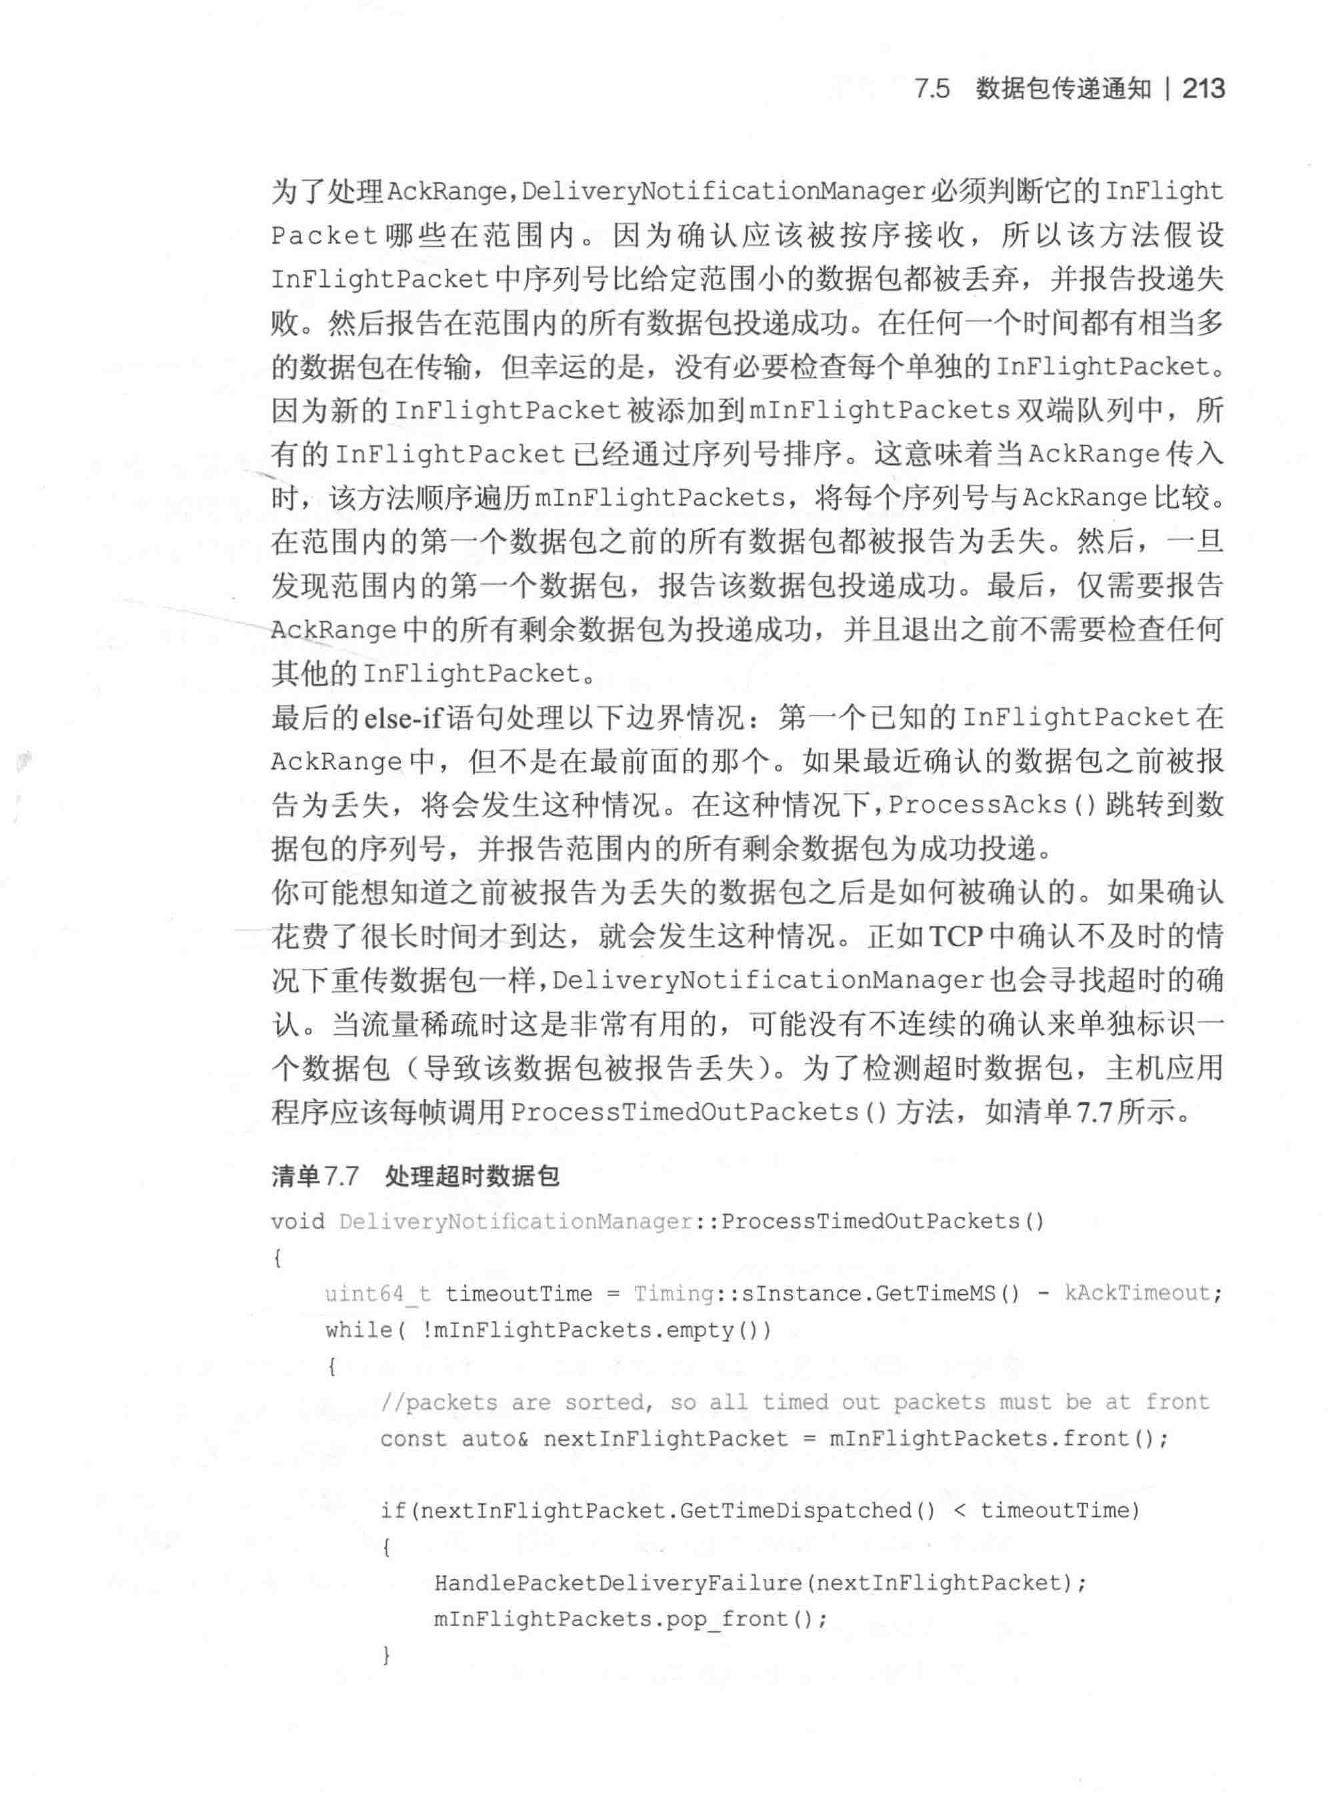 7.5 数据包传递通知 | 213
为了处理AckRange,DeliveryNotificationManager必须判断它的InFlight
Packet哪些在范围内。因为确认应该被按序接收，所以该方法假设
InFlightPacket中序列号比给定范围小的数据包都被丢弃，并报告投递失
败。然后报告在范围内的所有数据包投递成功。在任何一个时间都有相当多
的数据包在传输，但幸运的是，没有必要检查每个单独的InFlightPacket。
因为新的InFlightPacket被添加到mInFlightPackets双端队列中，所
有的InFlightPacket已经通过序列号排序。这意味着当AckRange传入
时，该方法顺序遍历mInFlightPackets，将每个序列号与AckRange比较。
在范围内的第一个数据包之前的所有数据包都被报告为丢失。然后，一旦
发现范围内的第一个数据包，报告该数据包投递成功。最后，仅需要报告
AckRange中的所有剩余数据包为投递成功，并且退出之前不需要检查任何
其他的InFlightPacket。
最后的else-if语句处理以下边界情况：第一个已知的InFlightPacket在
AckRange中，但不是在最前面的那个。如果最近确认的数据包之前被报
告为丢失，将会发生这种情况。在这种情况下,ProcessAcks()跳转到数
据包的序列号，并报告范围内的所有剩余数据包为成功投递。
你可能想知道之前被报告为丢失的数据包之后是如何被确认的。如果确认
花费了很长时间才到达，就会发生这种情况。正如TCP中确认不及时的情
况下重传数据包一样,DeliveryNotificationManager也会寻找超时的确
认。当流量稀疏时这是非常有用的，可能没有不连续的确认来单独标识一
个数据包（导致该数据包被报告丢失）。为了检测超时数据包，主机应用
程序应该每帧调用ProcessTimedOutPackets()方法，如清单7.7所示。
清单7.7 处理超时数据包
void DeliveryNotificationManager::ProcessTimedOutPackets()
{
uint64_t timeoutTime = Timing::sInstance.GetTimeMS() - kAckTimeout;
while( !mInFlightPackets.empty())
{
//packets are sorted, so all timed out packets must be at front
const auto& nextInFlightPacket = mInFlightPackets.front();
if(nextInFlightPacket.GetTimeDispatched() < timeoutTime)
{
HandlePacketDeliveryFailure(nextInFlightPacket);
mInFlightPackets.pop_front();
}